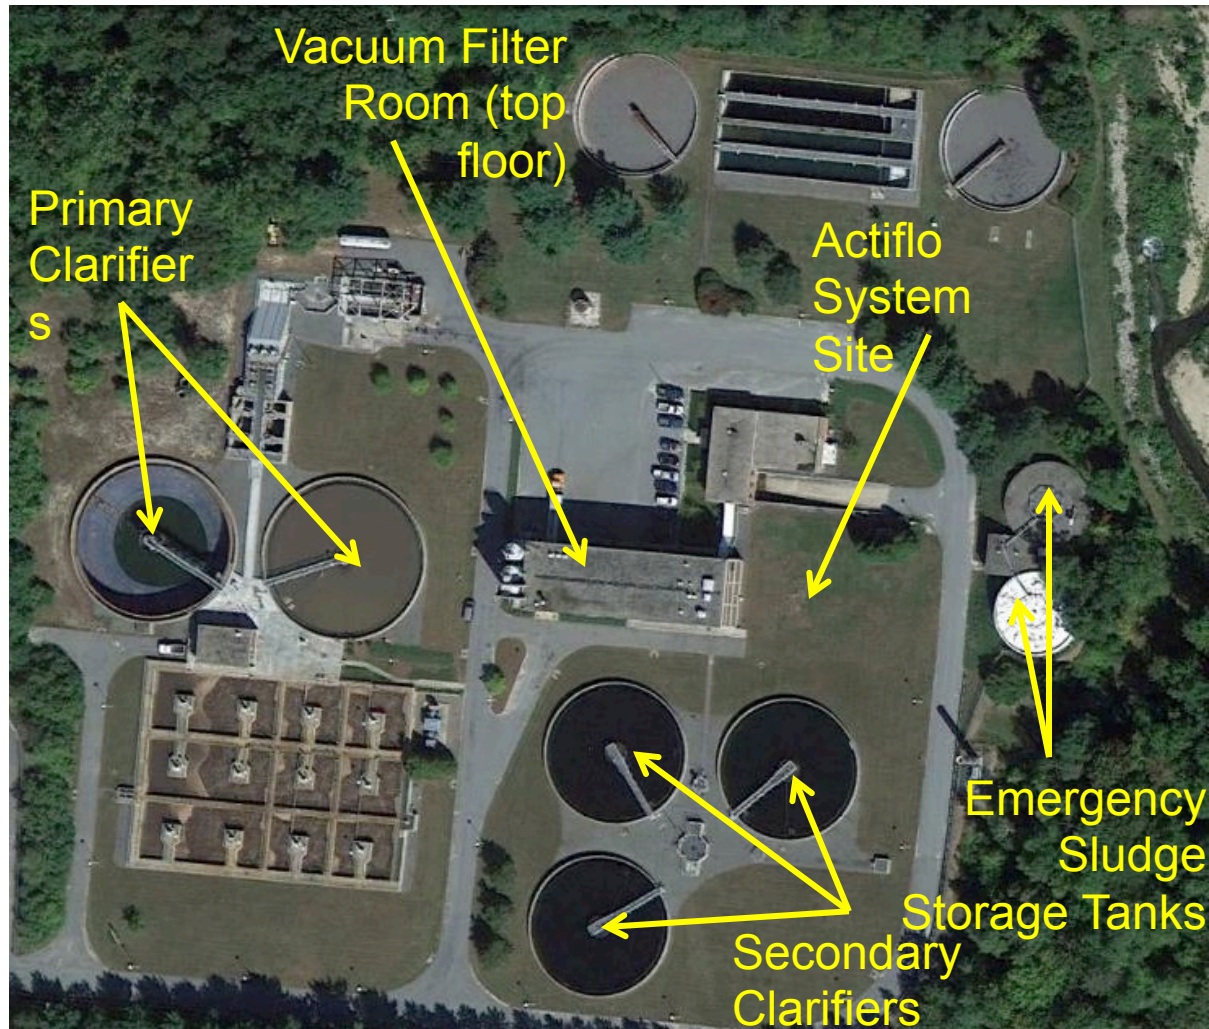 Vacuum Filter
Room (top
floor)
Primary
Clarifier
s
Actiflo
System
Site
Emergency
Sludge
Storage Tanks
Secondary
Clarifiers